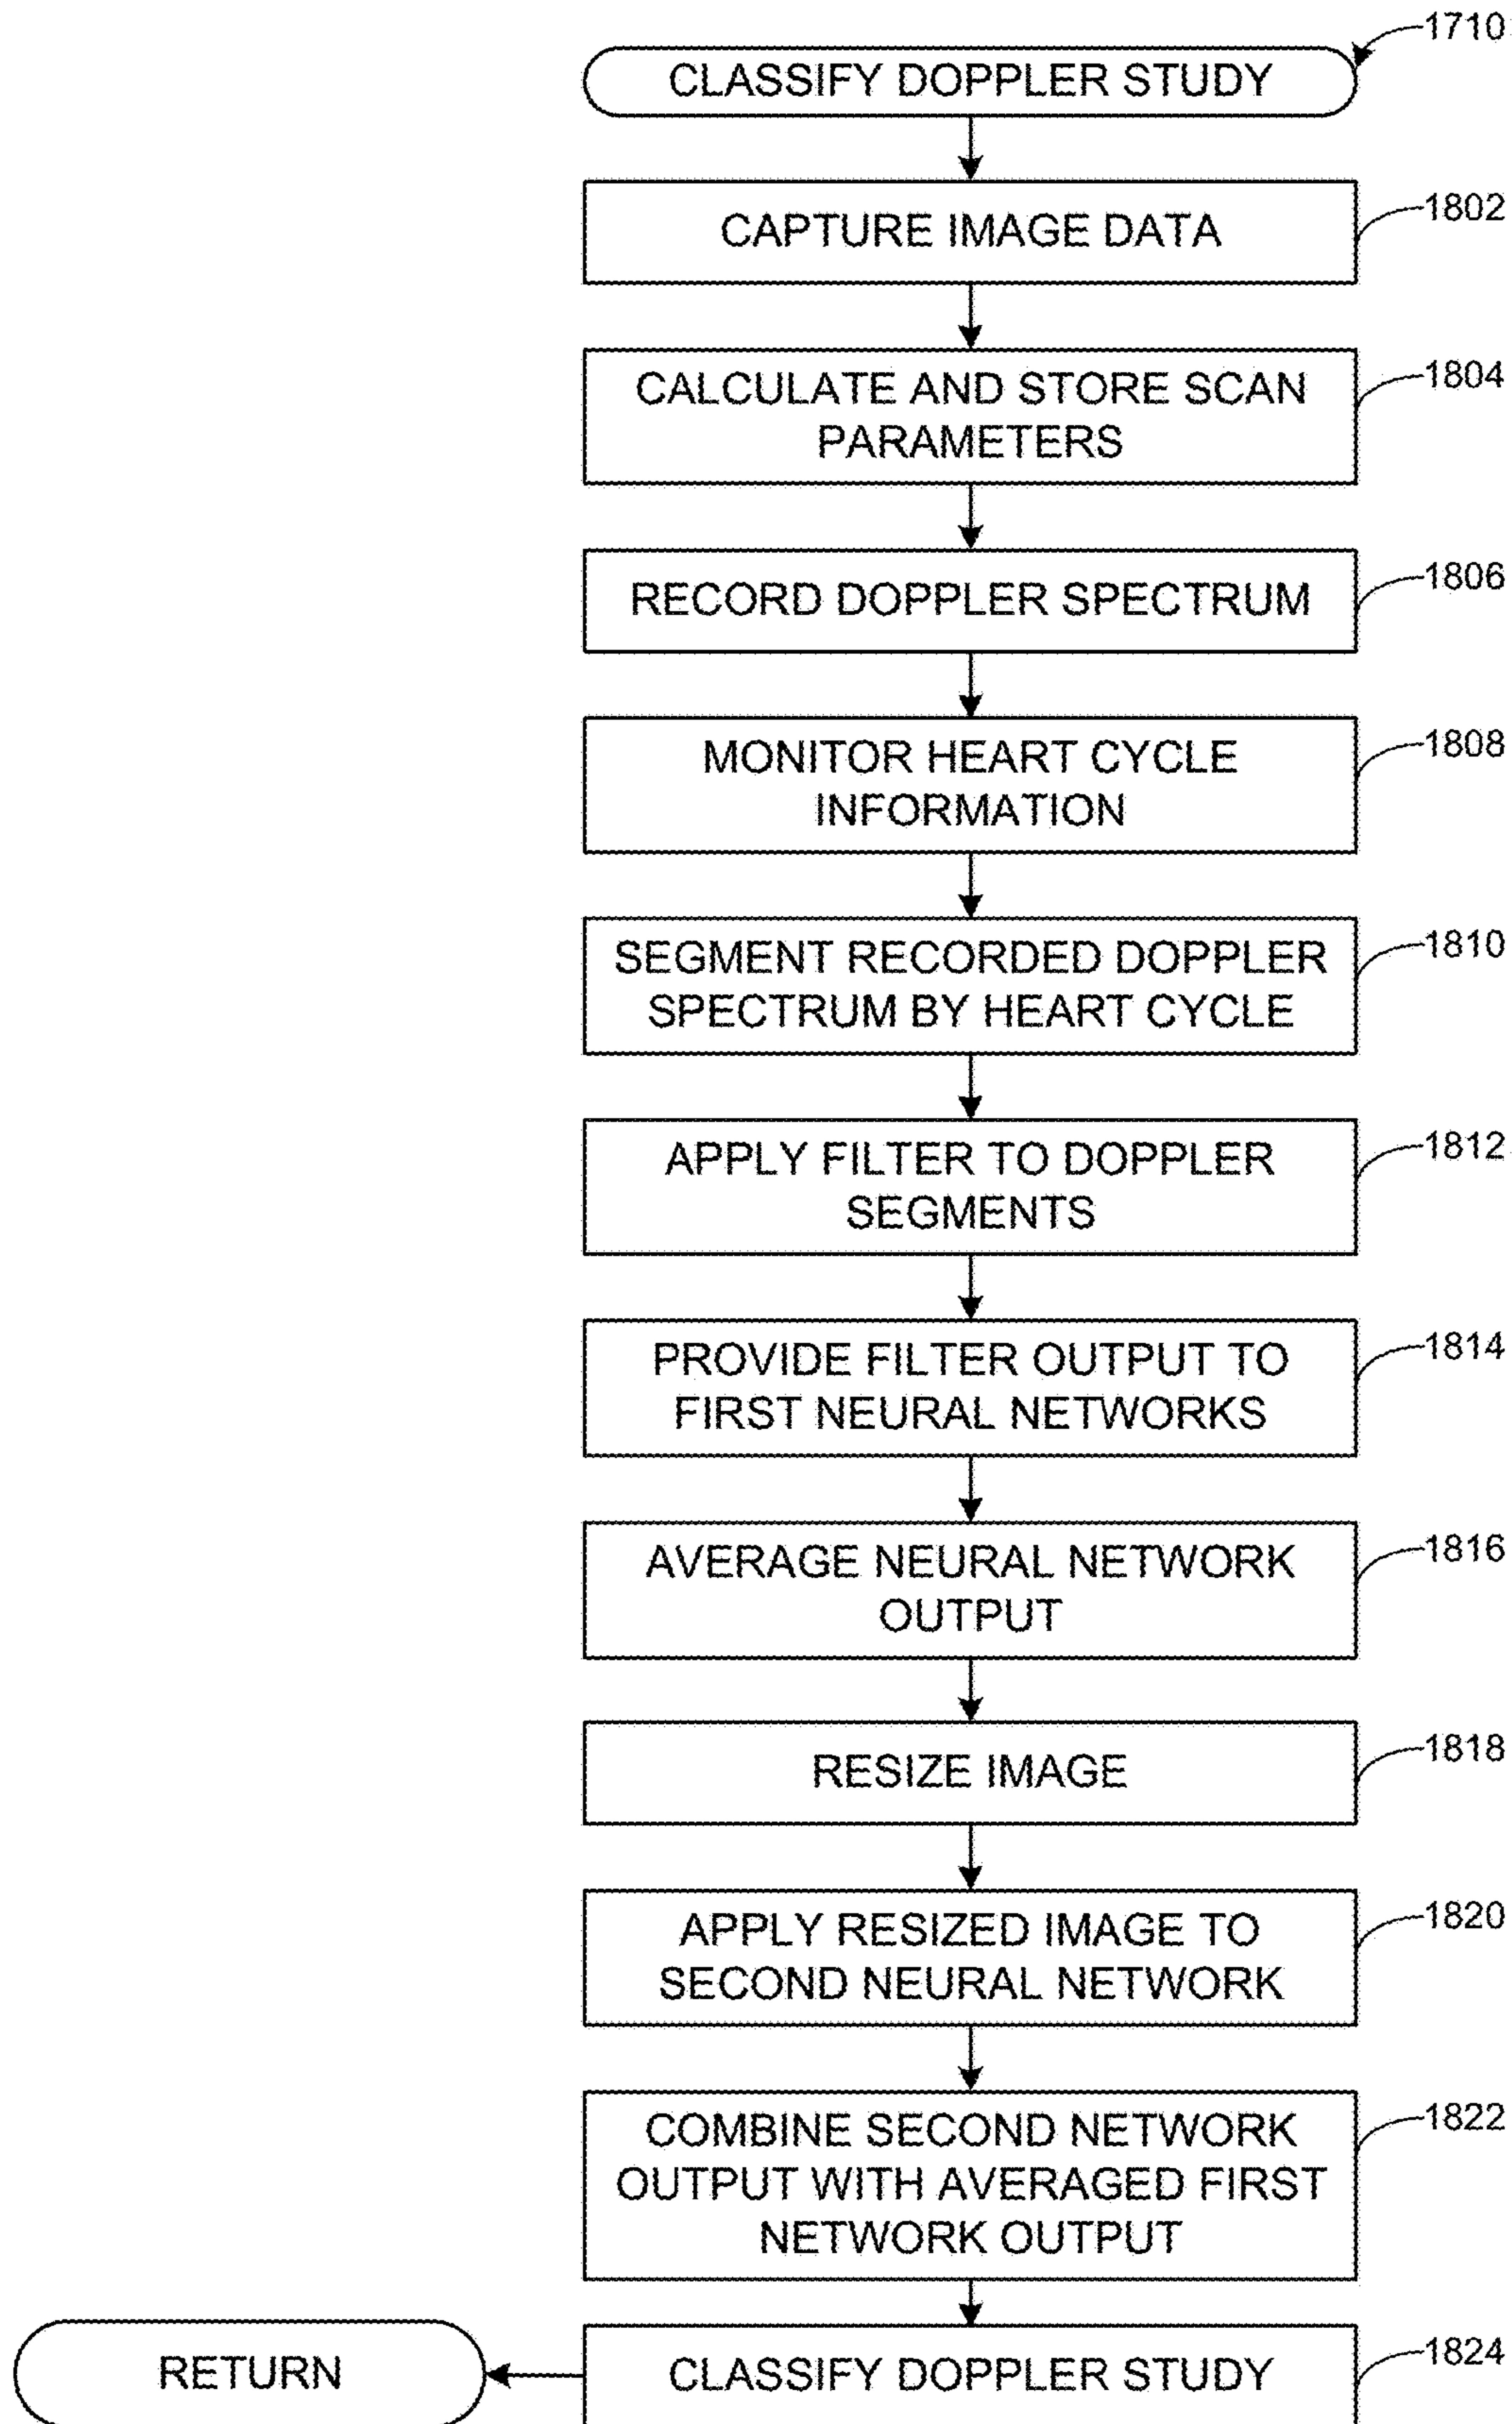 1710
CLASSIFY DOPPLER STUDY
1802
CAPTURE IMAGE DATA
1804
CALCULATE AND STORE SCAN
PARAMETERS
1806
RECORD DOPPLER SPECTRUM
1808
MONITOR HEART CYCLE
INFORMATION
1810
SEGMENT RECORDED DOPPLER
SPECTRUM BY HEART CYCLE
1812
APPLY FILTER TO DOPPLER
SEGMENTS
1814
PROVIDE FILTER OUTPUT TO
FIRST NEURAL NETWORKS
1816
AVERAGE NEURAL NETWORK
OUTPUT
1818
RESIZE IMAGE
1820
APPLY RESIZED IMAGE TO
SECOND NEURAL NETWORK
1822
COMBINE SECOND NETWORK
OUTPUT WITH AVERAGED FIRST
NETWORK OUTPUT
1824
CLASSIFY DOPPLER STUDY
RETURN